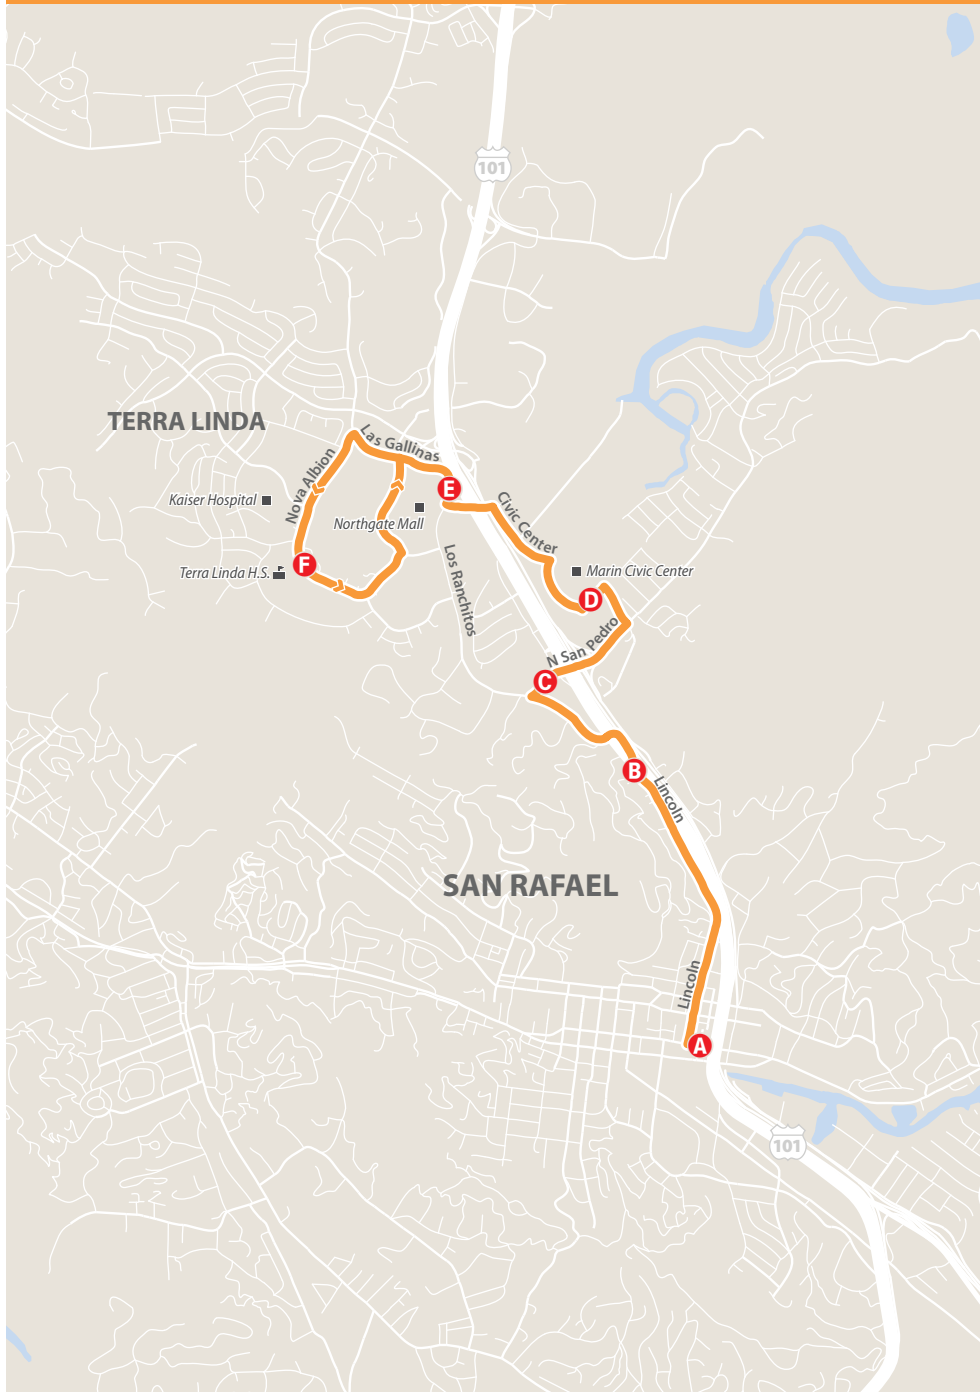 101
TERRA LINDA
Las Gallinas
Nova Albion
Kaiser Hospital
E
Civic Center
Northgate Mall
Los Ranchitos
F
Terra Linda H.S.
Marin Civic Center
D
N San Pedro
C
B
Lincoln
SAN RAFAEL
Lincoln
A
101